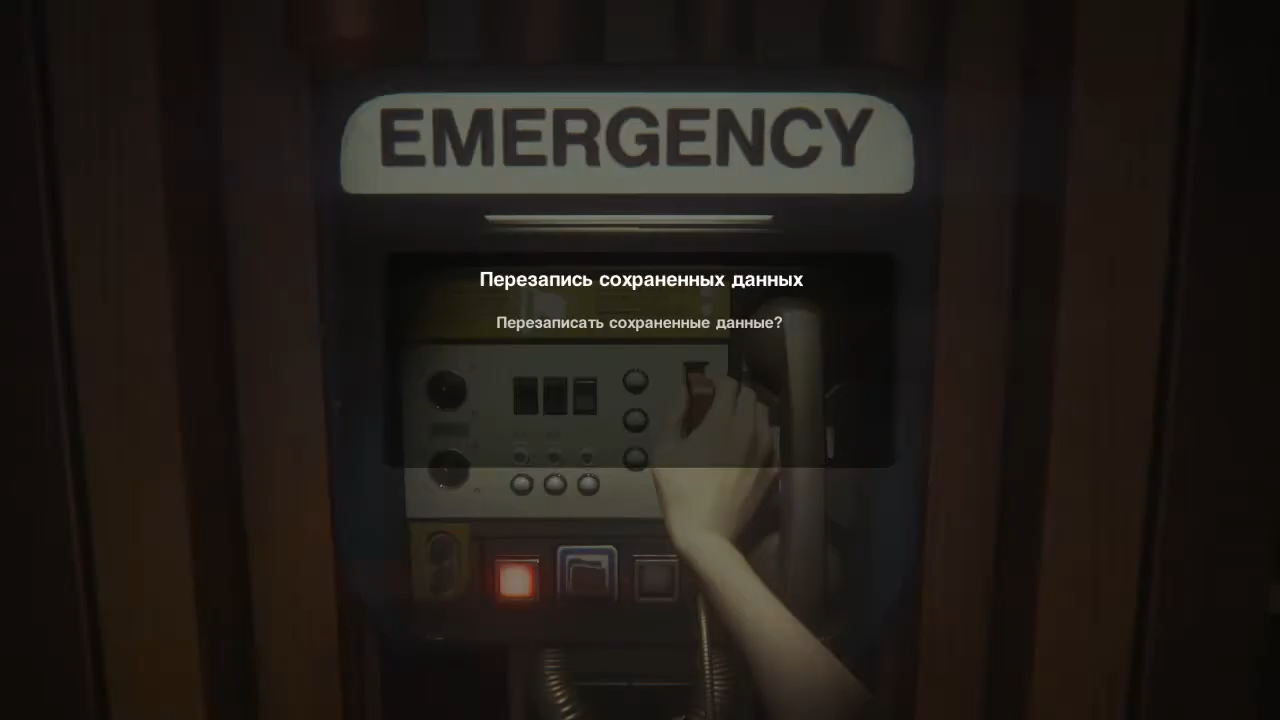 EMERGENCY
Перезапись сохраненных данных
Перезаписать сохраненные данные?